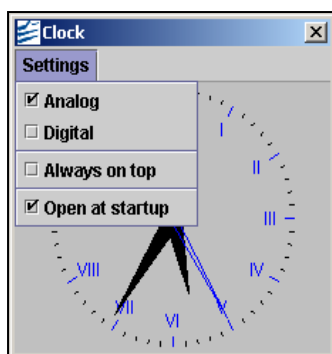 Clock
Settings
Analog
Digital
Always on top
Open at startup
I
II
III
IV
V
VI
VII
VIII